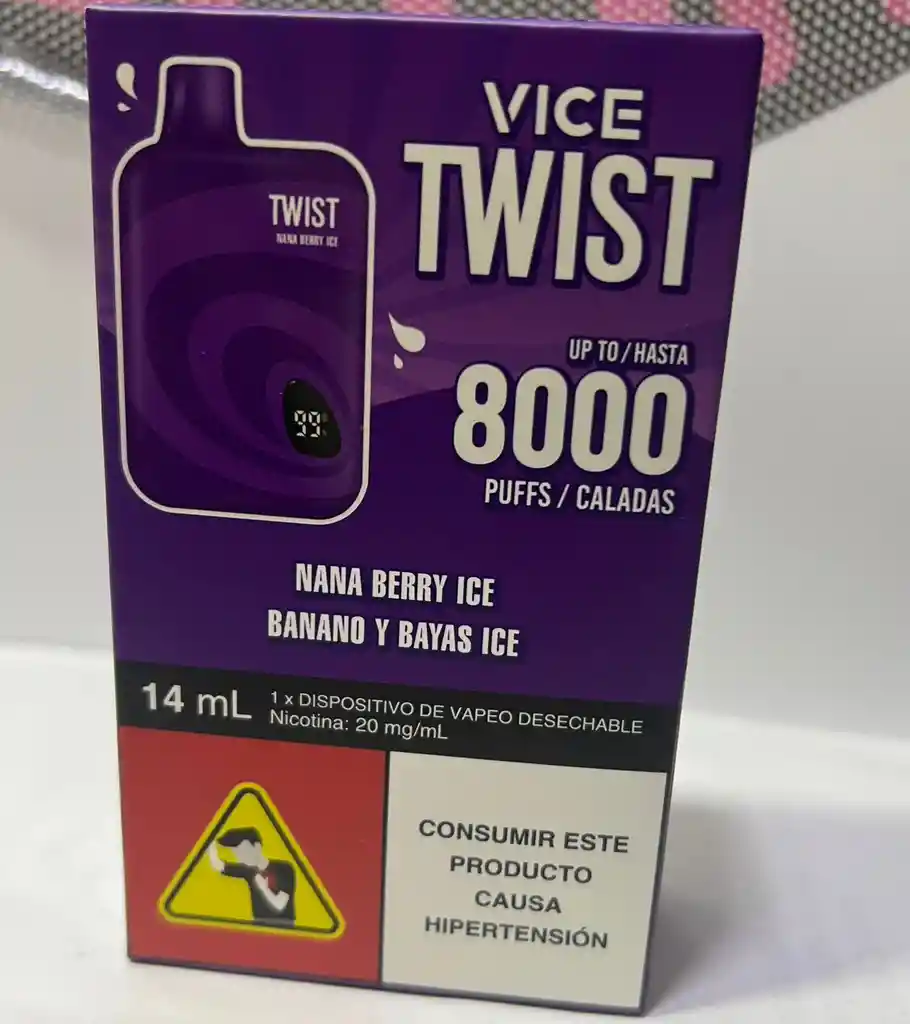 TWIST
NANA BERRY ICE
99
VICE
TWIST
UP TO / HASTA
8000
PUFFS / CALADAS
NANA BERRY ICE
BANANO Y BAYAS ICE
14 mL
1 x DISPOSITIVO DE VAPEO DESECHABLE
Nicotina: 20 mg/mL
CONSUMIR ESTE
PRODUCTO
CAUSA
HIPERTENSIÓN